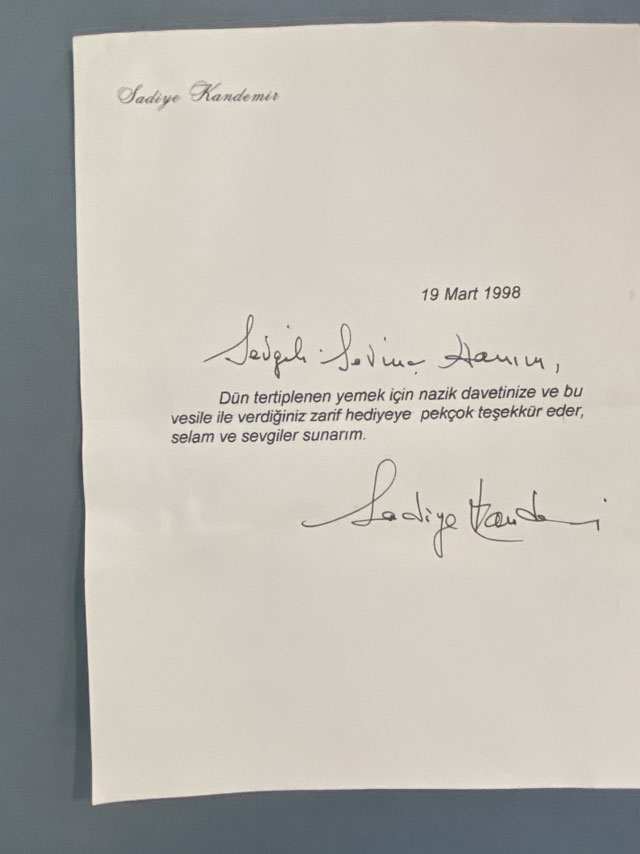 Sadiye Kandemir
19 Mart 1998
Sevgili Sevinç Hanım,
Dün tertiplenen yemek için nazik davetinize ve bu
vesile ile verdiğiniz zarif hediyeye pekçok teşekkür eder,
selam ve sevgiler sunarım.
Sadiye Kandemir